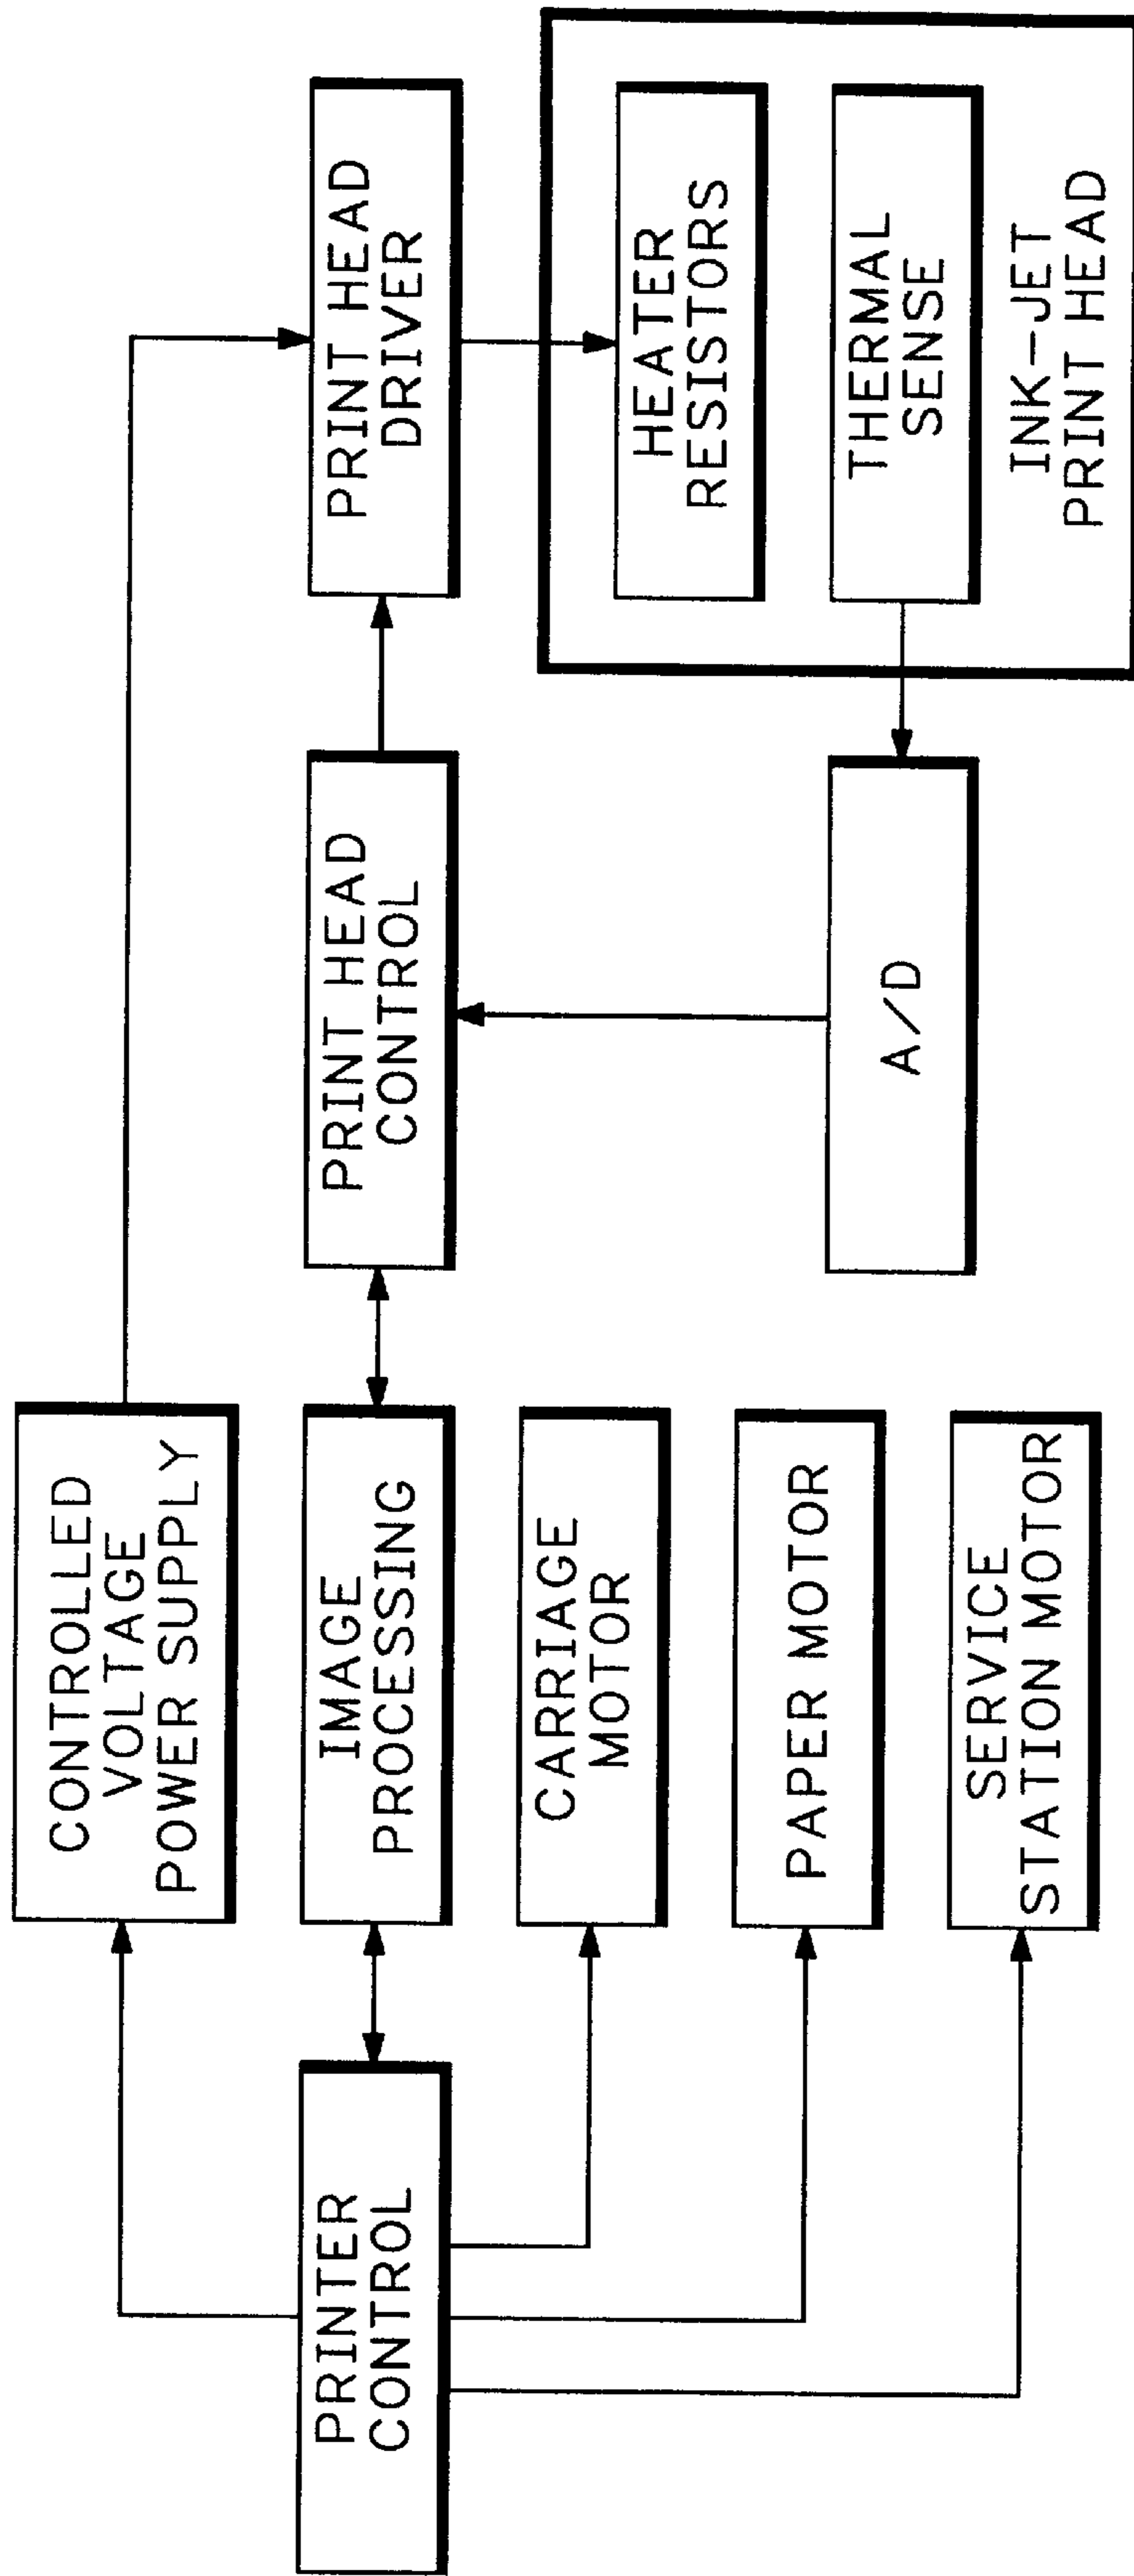 CONTROLLED
VOLTAGE
POWER SUPPLY
PRINTER
CONTROL
IMAGE
PROCESSING
PRINT HEAD
CONTROL
PRINT HEAD
DRIVER
CARRIAGE
MOTOR
HEATER
RESISTORS
PAPER MOTOR
A/D
THERMAL
SENSE
SERVICE
STATION MOTOR
INK-JET
PRINT HEAD